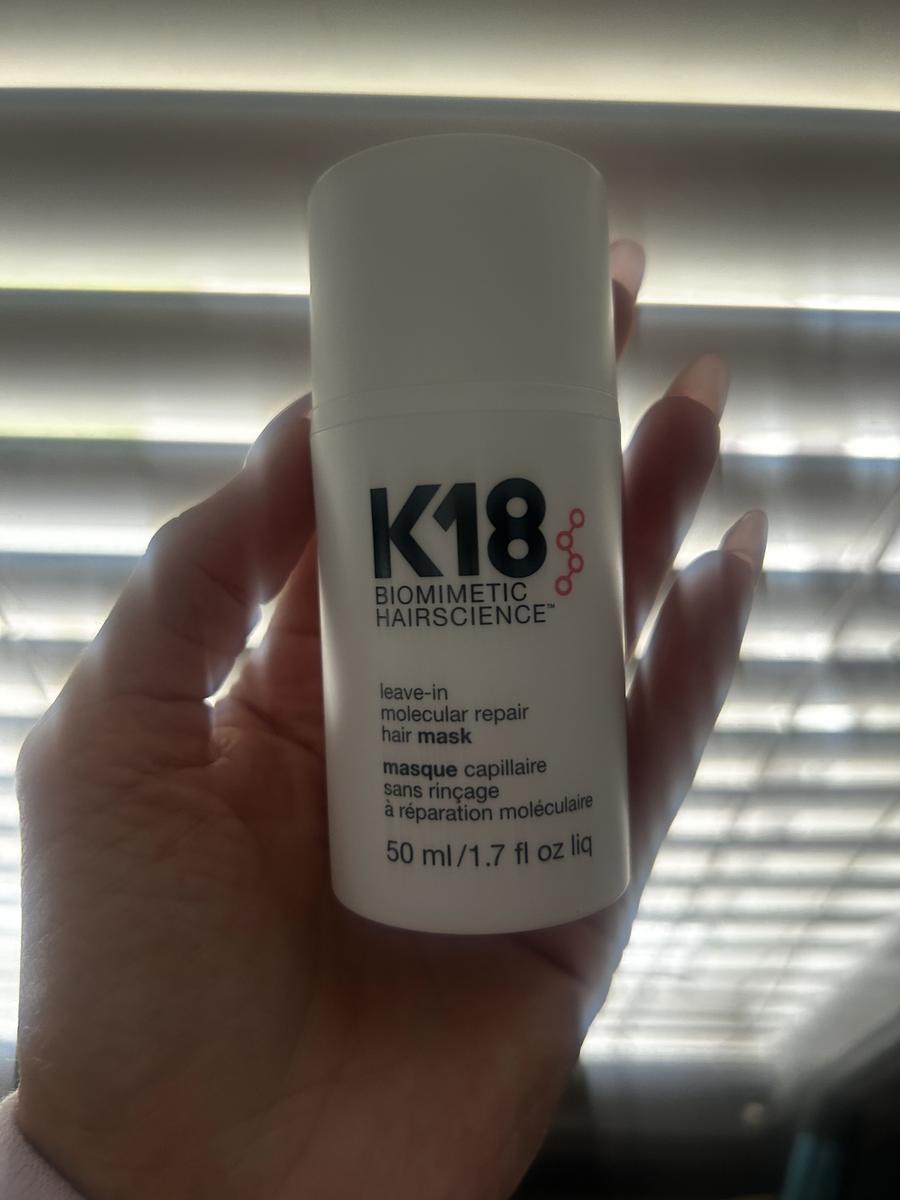 K18
BIOMIMETIC
HAIRSCIENCE™
leave-in
molecular repair
hair mask
masque capillaire
sans rinçage
à réparation moléculaire
50 ml/1.7 fl oz liq